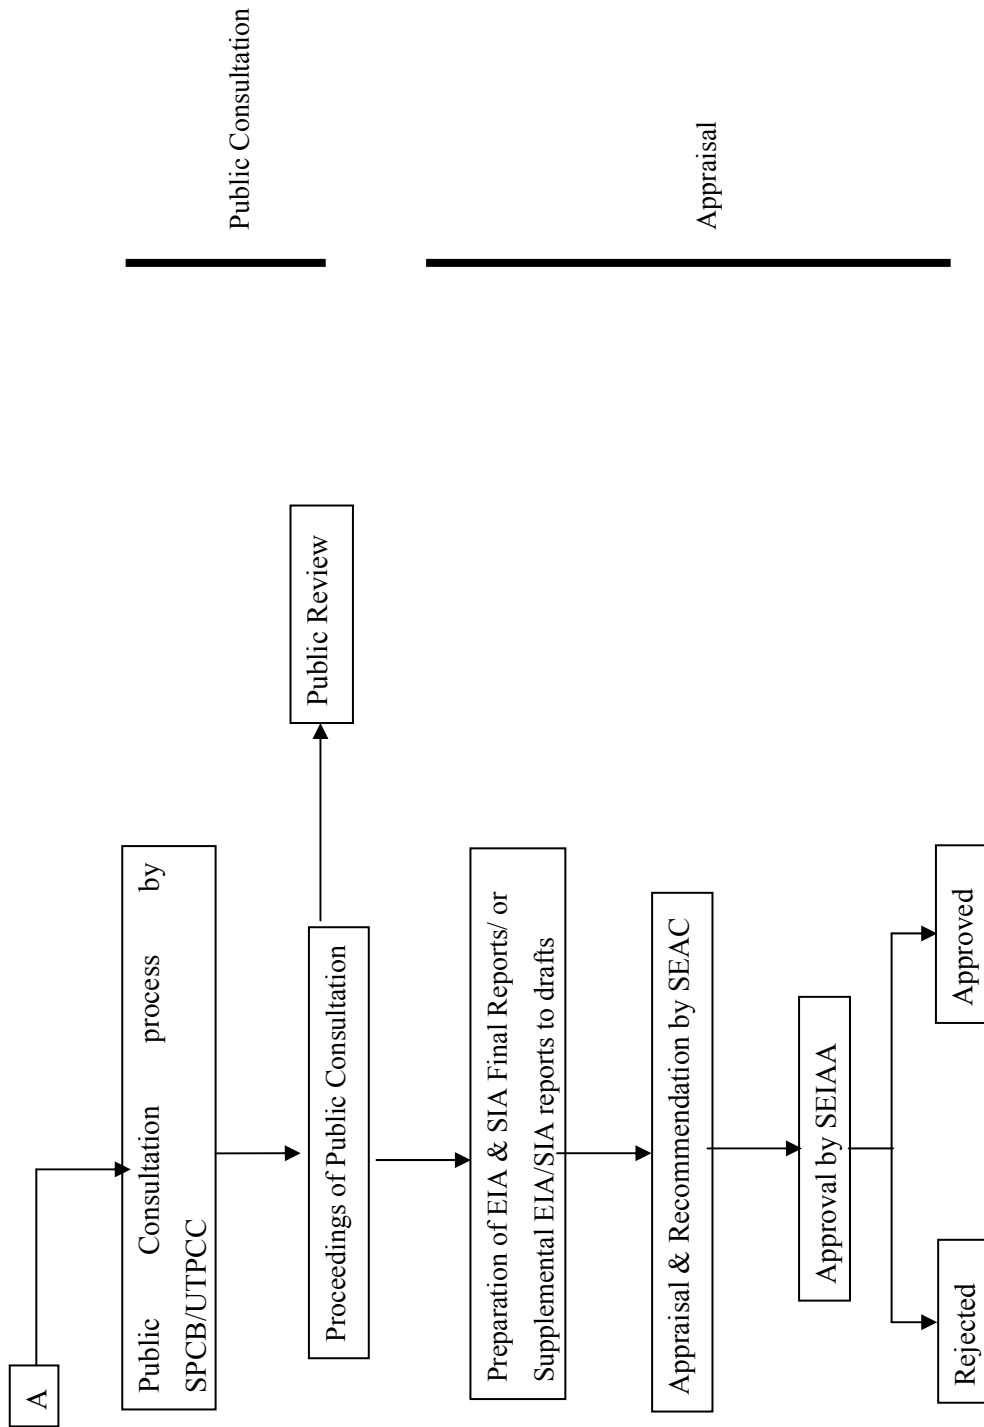 A
Public Consultation process by
SPCB/UTPCC
Public Consultation
Proceedings of Public Consultation
Public Review
Preparation of EIA & SIA Final Reports/ or
Supplemental EIA/SIA reports to drafts
Appraisal & Recommendation by SEAC
Appraisal
Approval by SEIAA
Rejected
Approved